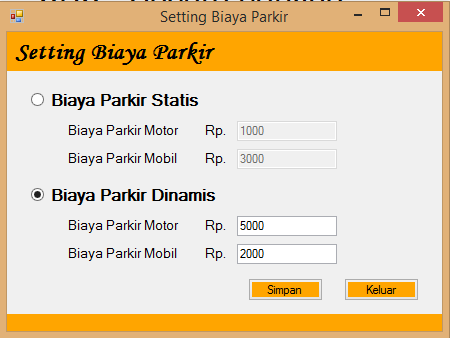 Setting Biaya Parkir
Setting Biaya Parkir
Biaya Parkir Statis
Biaya Parkir Motor Rp. 1000
Biaya Parkir Mobil Rp. 3000
Biaya Parkir Dinamis
Biaya Parkir Motor Rp. 5000
Biaya Parkir Mobil Rp. 2000
Simpan Keluar